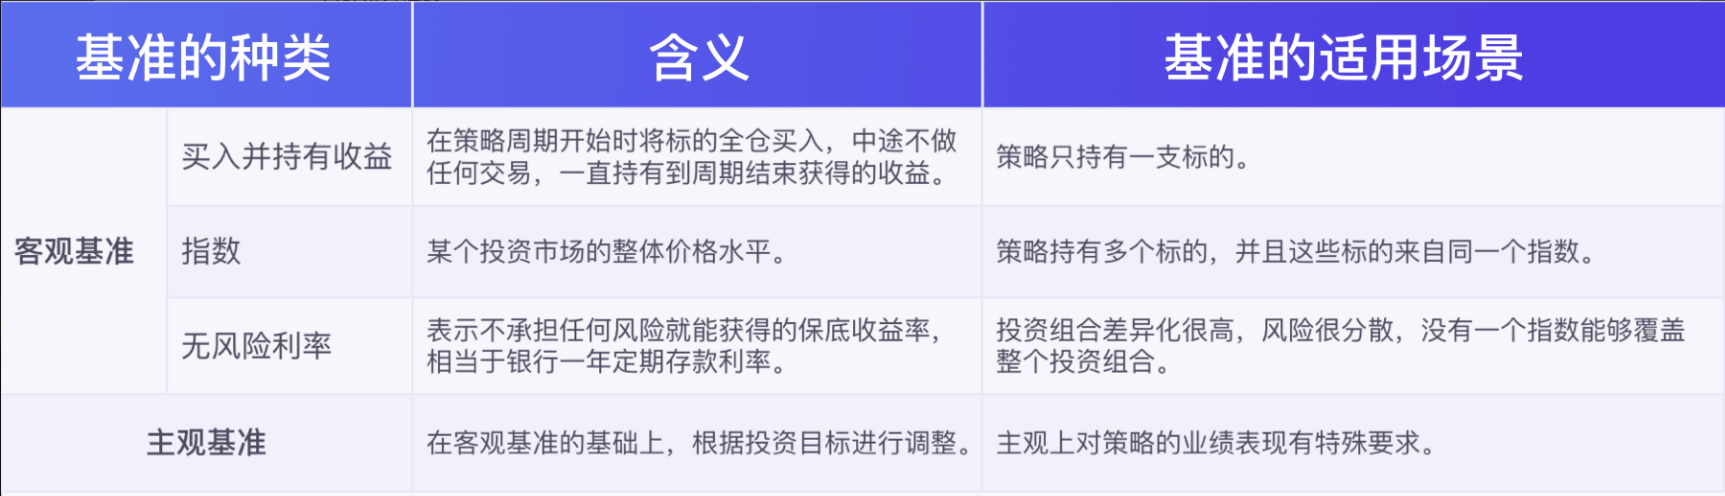 基准的种类 含义 基准的适用场景
客观基准
买入并持有收益
在策略周期开始时将标的全仓买入，中途不做
任何交易，一直持有到周期结束获得的收益。
策略只持有一支标的。
指数
某个投资市场的整体价格水平。
策略持有多个标的，并且这些标的来自同一个指数。
无风险利率
表示不承担任何风险就能获得的保底收益率，
相当于银行一年定期存款利率。
投资组合差异化很高，风险很分散，没有一个指数能够覆盖
整个投资组合。
主观基准
在客观基准的基础上，根据投资目标进行调整。
主观上对策略的业绩表现有特殊要求。